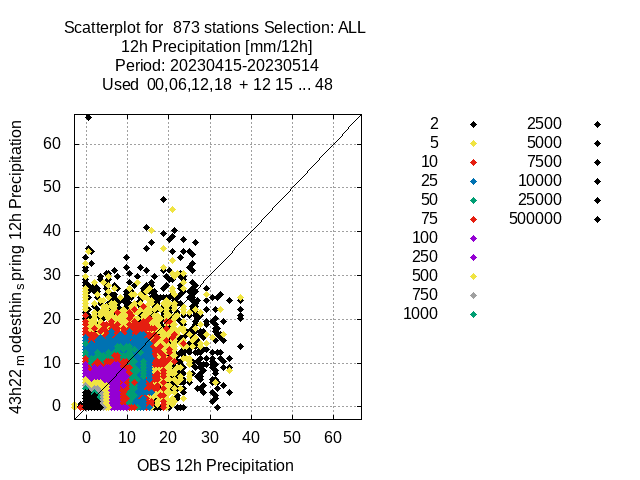 Scatterplot for  873 stations Selection: ALL
12h Precipitation [mm/12h]
Period: 20230415-20230514
Used  00,06,12,18  + 12 15 ... 48
43h22 m odesthin s pring 12h Precipitation
60
50
40
30
20
10
0
0 10 20 30 40 50 60
OBS 12h Precipitation
2 2500
5 5000
10 7500
25 10000
50 25000
75 500000
100
250
500
750
1000